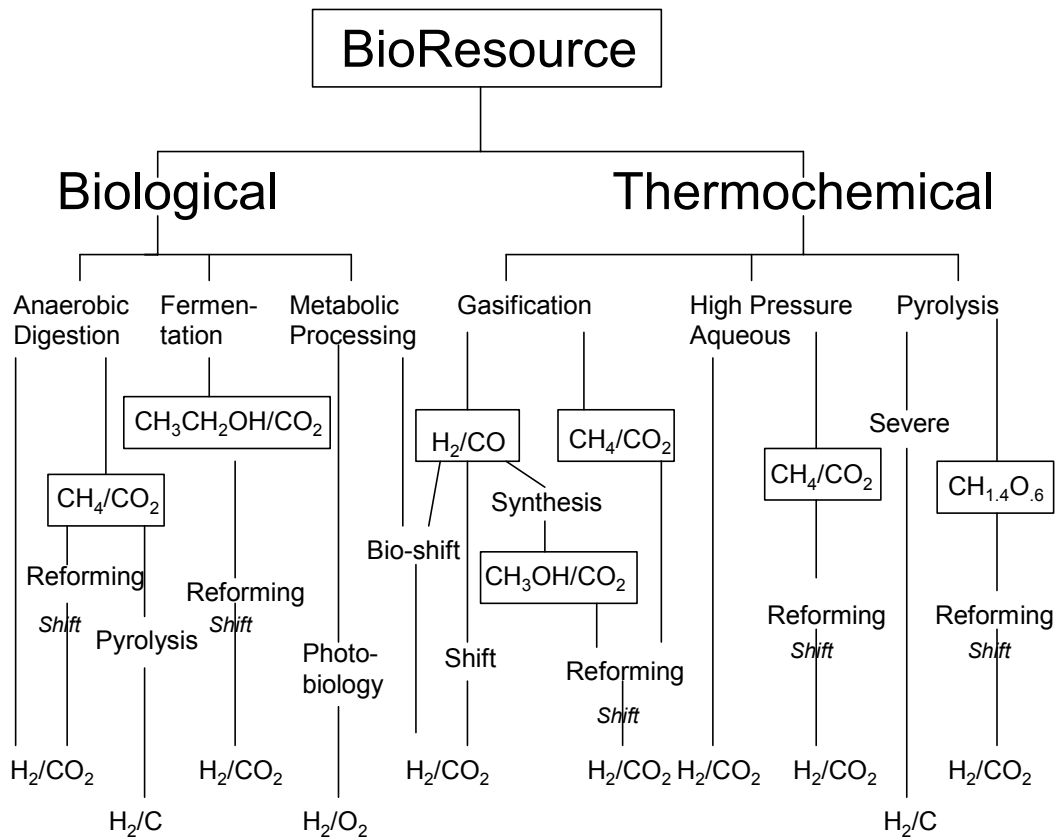 BioResource
Biological
Thermochemical
Anaerobic
Digestion
Fermen-
tation
Metabolic
Processing
Gasification
High Pressure
Aqueous
Pyrolysis
CH₃CH₂OH/CO₂
H₂/CO
CH₄/CO₂
Severe
CH₄/CO₂
CH₄/CO₂
CH₁.₄O.₆
Synthesis
Bio-shift
CH₃OH/CO₂
Reforming
Shift
Pyrolysis
Reforming
Shift
Photo-
biology
Shift
Reforming
Shift
Reforming
Shift
Reforming
Shift
H₂/CO₂
H₂/CO₂
H₂/CO₂
H₂/CO₂
H₂/CO₂
H₂/CO₂
H₂/CO₂
H₂/C
H₂/O₂
H₂/C